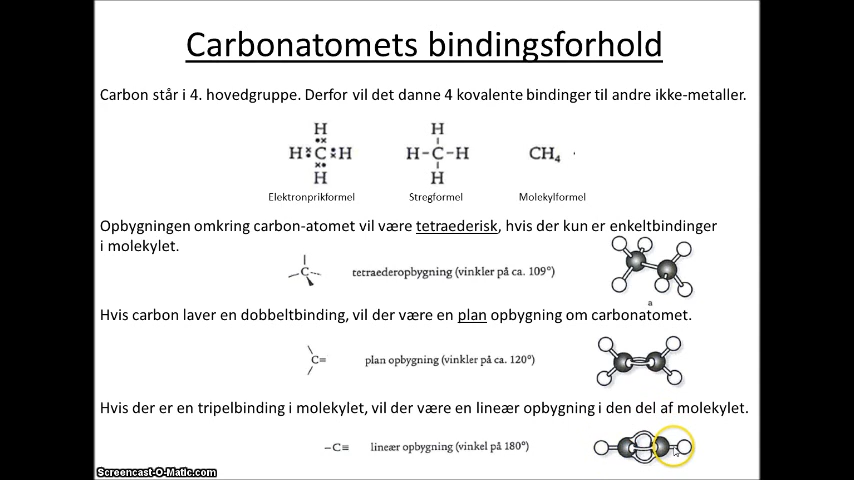 Carbonatomets bindingsforhold
Carbon står i 4. hovedgruppe. Derfor vil det danne 4 kovalente bindinger til andre ikke-metaller.
H H
H:C:H H-C-H CH₄
H H
Elektronprikformel Stregformel Molekylformel
Opbygningen omkring carbon-atomet vil være tetraederisk, hvis der kun er enkeltbindinger
i molekylet.
C tetraederopbygning (vinkler på ca. 109°)
a
Hvis carbon laver en dobbeltbinding, vil der være en plan opbygning om carbonatomet.
C= plan opbygning (vinkler på ca. 120°)
Hvis der er en tripelbinding i molekylet, vil der være en lineær opbygning i den del af molekylet.
–C≡ lineær opbygning (vinkel på 180°)
Screencast-O-Matic.com